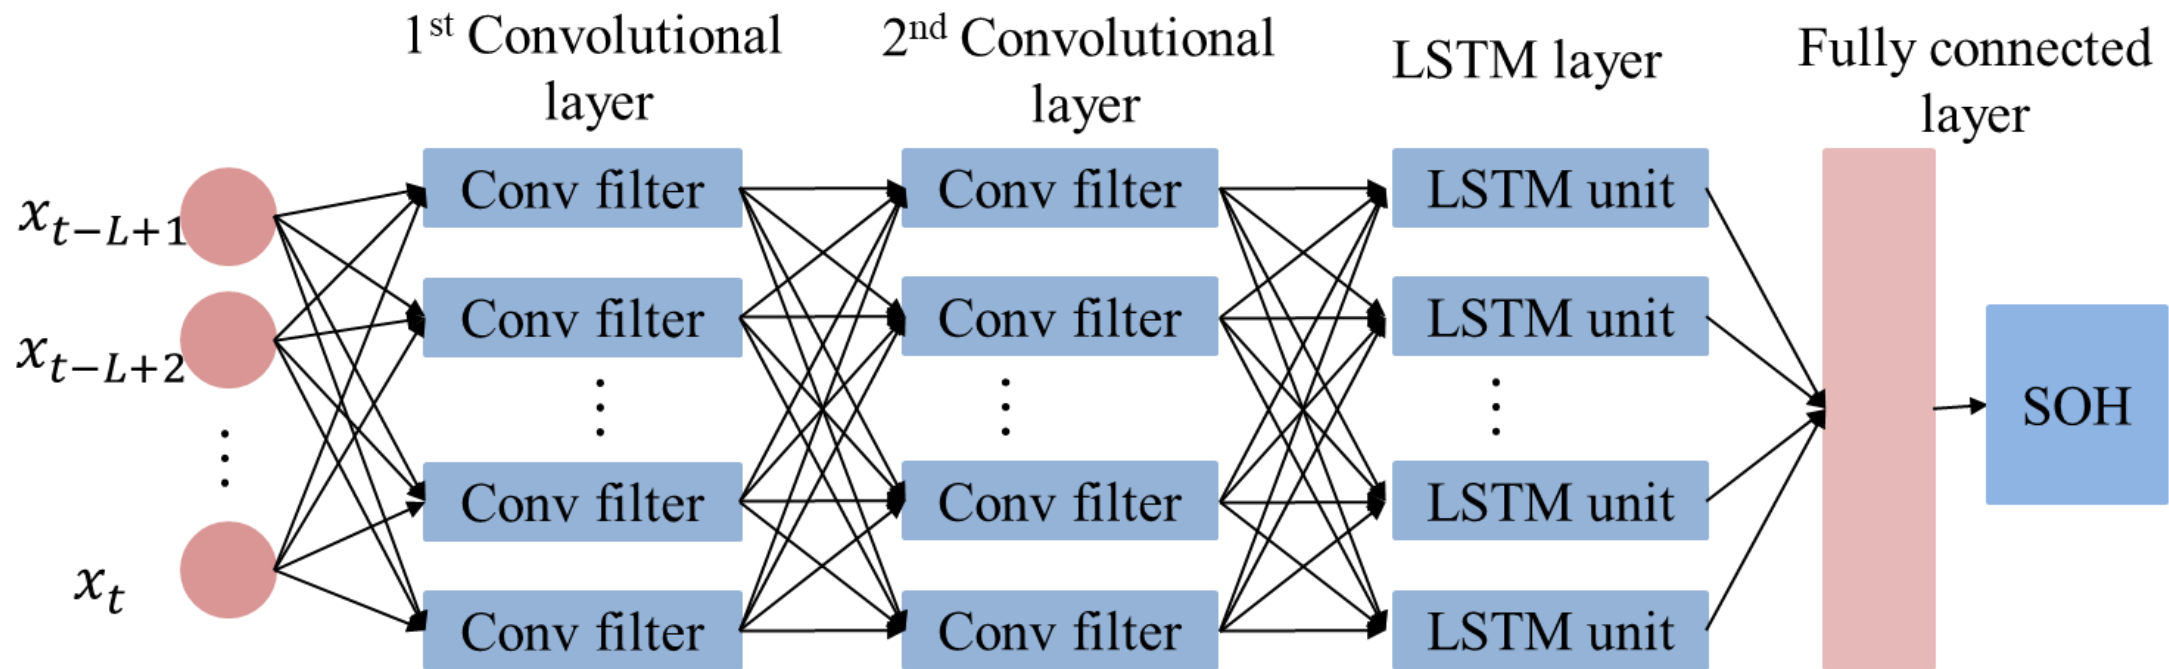 1st Convolutional
layer
2nd Convolutional
layer
LSTM layer
Fully connected
layer
x_{t−L+1}
x_{t−L+2}
⋮
x_t
Conv filter
Conv filter
⋮
Conv filter
Conv filter
Conv filter
Conv filter
⋮
Conv filter
Conv filter
LSTM unit
LSTM unit
⋮
LSTM unit
LSTM unit
SOH